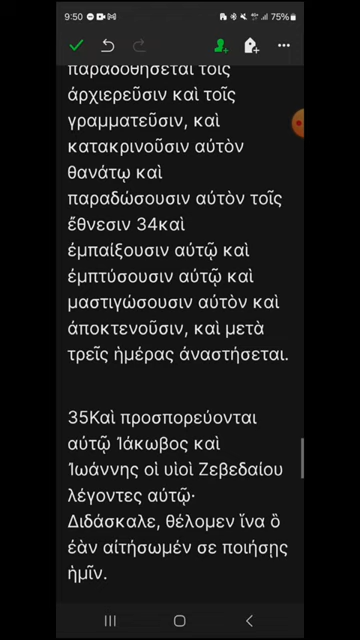 9:50
75%
παραδοθήσεται τοῖς
ἀρχιερεῦσιν καὶ τοῖς
γραμματεῦσιν, καὶ
κατακρινοῦσιν αὐτὸν
θανάτῳ καὶ
παραδώσουσιν αὐτὸν τοῖς
ἔθνεσιν 34καὶ
ἐμπαίξουσιν αὐτῷ καὶ
ἐμπτύσουσιν αὐτῷ καὶ
μαστιγώσουσιν αὐτὸν καὶ
ἀποκτενοῦσιν, καὶ μετὰ
τρεῖς ἡμέρας ἀναστήσεται.
35Καὶ προσπορεύονται
αὐτῷ Ἰάκωβος καὶ
Ἰωάννης οἱ υἱοὶ Ζεβεδαίου
λέγοντες αὐτῷ·
Διδάσκαλε, θέλομεν ἵνα ὃ
ἐὰν αἰτήσωμέν σε ποιήσῃς
ἡμῖν.